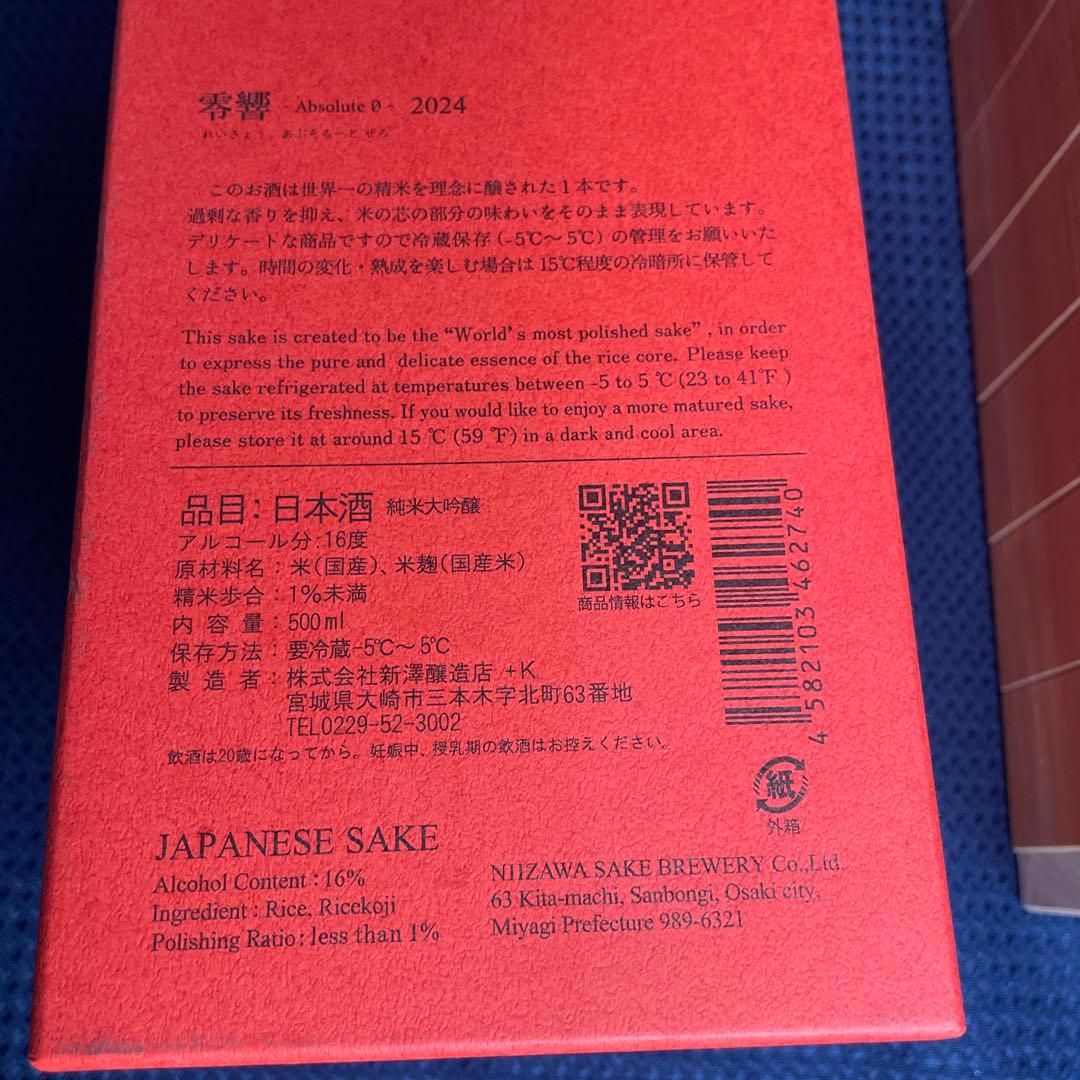 零響 - Absolute 0 - 2024
れいきょう あぶそるーと ぜろ
このお酒は世界一の精米を理念に醸された1本です。
過剰な香りを抑え、米の芯の部分の味わいをそのまま表現しています。
デリケートな商品ですので冷蔵保存(-5℃～5℃)の管理をお願いいた
します。時間の変化・熟成を楽しむ場合は15℃程度の冷暗所に保管して
ください。
This sake is created to be the “World’s most polished sake”, in order
to express the pure and delicate essence of the rice core. Please keep
the sake refrigerated at temperatures between -5 to 5 ℃ (23 to 41℉ )
to preserve its freshness. If you would like to enjoy a more matured sake,
please store it at around 15 ℃ (59 ℉) in a dark and cool area.
品目：日本酒 純米大吟醸
アルコール分：16度
原材料名：米(国産)、米麹(国産米)
精米歩合：1%未満
内容量：500ml
保存方法：要冷蔵-5℃～5℃
製造者：株式会社新澤醸造店 /+K
宮城県大崎市三本木字北町63番地
TEL0229-52-3002
飲酒は20歳になってから。妊娠中、授乳期の飲酒はお控えください。
商品情報はこちら
4 582103 462740
紙
外箱
JAPANESE SAKE
Alcohol Content : 16%
Ingredient : Rice, Ricekoji
Polishing Ratio : less than 1%
NIIZAWA SAKE BREWERY Co.,Ltd.
63 Kita-machi, Sanbongi, Osaki city,
Miyagi Prefecture 989-6321